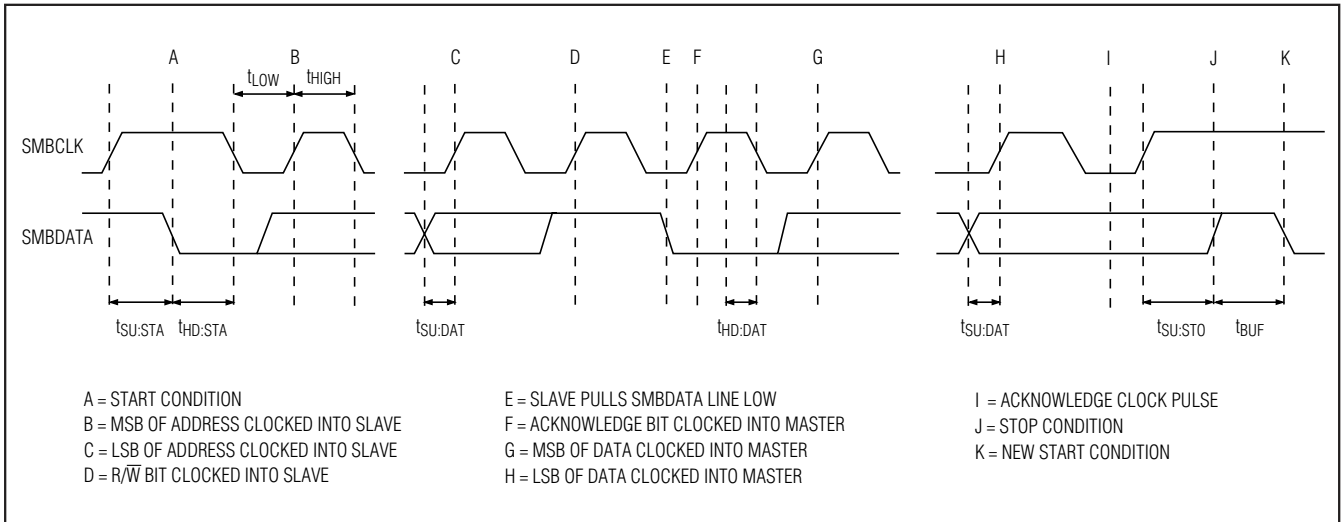 A B C D E F G H I J K
tLOW tHIGH
SMBCLK
SMBDATA
tSU:STA tHD:STA tSU:DAT tHD:DAT tSU:DAT tSU:STO tBUF
A = START CONDITION
B = MSB OF ADDRESS CLOCKED INTO SLAVE
C = LSB OF ADDRESS CLOCKED INTO SLAVE
D = R/W̅ BIT CLOCKED INTO SLAVE
E = SLAVE PULLS SMBDATA LINE LOW
F = ACKNOWLEDGE BIT CLOCKED INTO MASTER
G = MSB OF DATA CLOCKED INTO MASTER
H = LSB OF DATA CLOCKED INTO MASTER
I = ACKNOWLEDGE CLOCK PULSE
J = STOP CONDITION
K = NEW START CONDITION